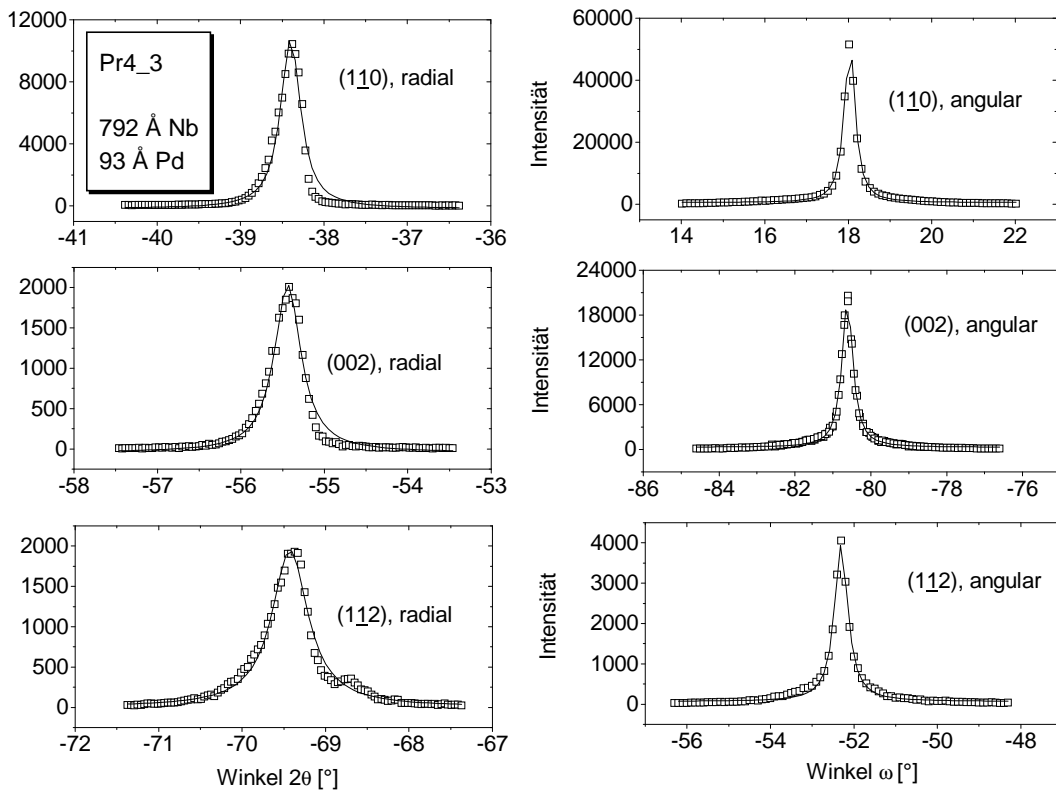 12000
9000
6000
3000
0
-41 -40 -39 -38 -37 -36
Pr4_3
792 Å Nb
93 Å Pd
(110), radial
Intensität
60000
40000
20000
0
14 16 18 20 22
(110), angular
2000
1500
1000
500
0
-58 -57 -56 -55 -54 -53
(002), radial
Intensität
24000
18000
12000
6000
0
-86 -84 -82 -80 -78 -76
(002), angular
2000
1500
1000
500
0
-72 -71 -70 -69 -68 -67
(112), radial
Winkel 2θ [°]
Intensität
4000
3000
2000
1000
0
-56 -54 -52 -50 -48
(112), angular
Winkel ω [°]